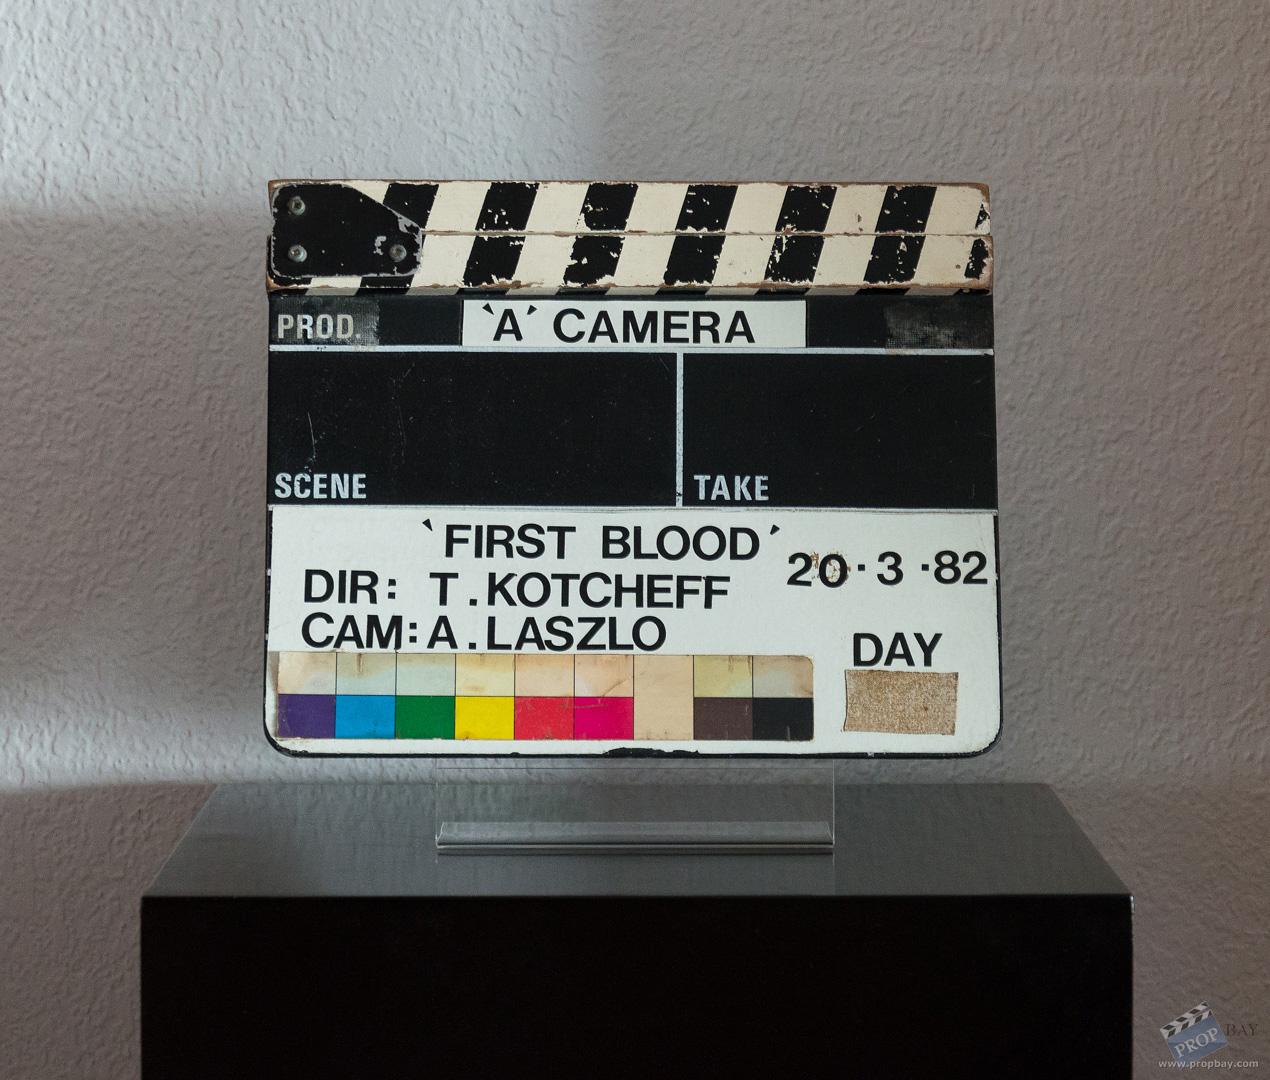 PROD.
'A' CAMERA
SCENE
TAKE
'FIRST BLOOD'
20·3·82
DIR: T.KOTCHEFF
CAM: A.LASZLO
DAY
PROP BAY
www.propbay.com